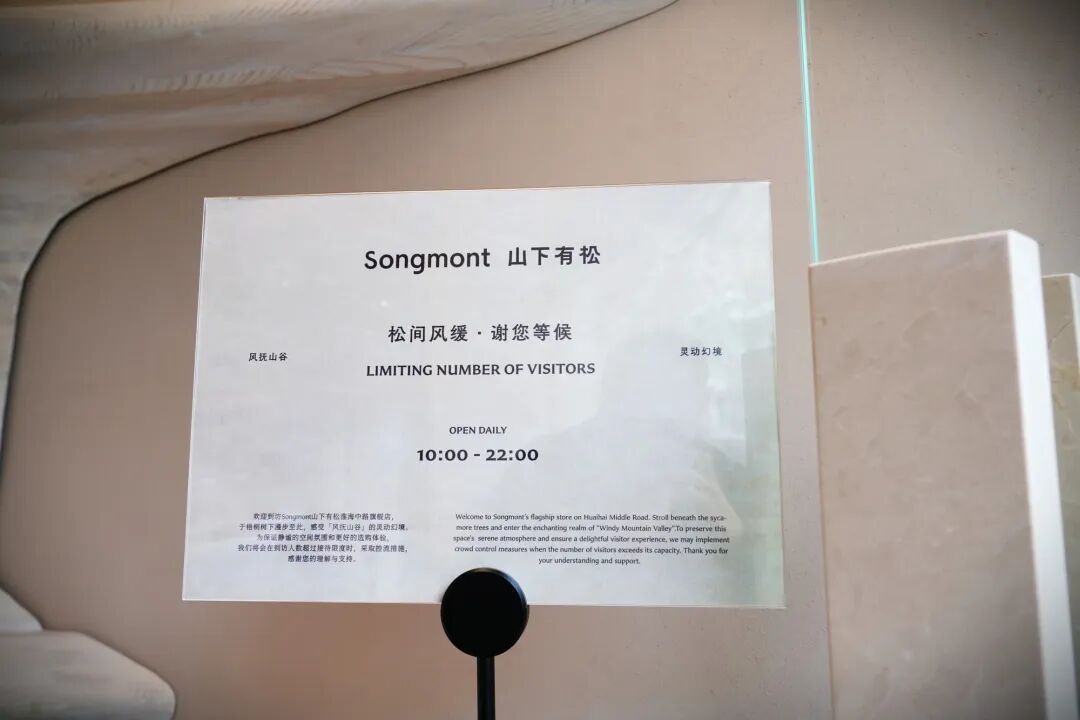 Songmont 山下有松
松间风缓·谢您等候
风抚山谷
灵动幻境
LIMITING NUMBER OF VISITORS
OPEN DAILY
10:00 - 22:00
欢迎到访Songmont山下有松淮海中路旗舰店，
于梧桐树下漫步至此，感受「风抚山谷」的灵动幻境。
为保证静谧的空间氛围和更好的选购体验，
我们将会在到访人数超过接待限度时，采取控流措施，
感谢您的理解与支持。
Welcome to Songmont's flagship store on Huaihai Middle Road. Stroll beneath the syca-
more trees and enter the enchanting realm of "Windy Mountain Valley".To preserve this
space's serene atmosphere and ensure a delightful visitor experience, we may implement
crowd control measures when the number of visitors exceeds its capacity. Thank you for
your understanding and support.